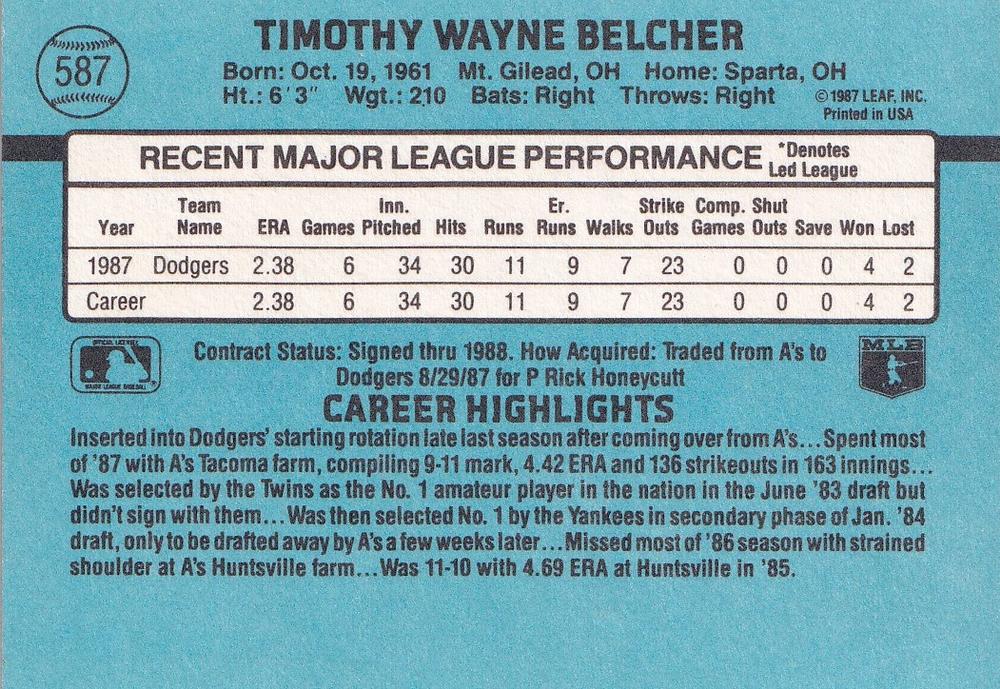 TIMOTHY WAYNE BELCHER
587
Born: Oct. 19, 1961 Mt. Gilead, OH Home: Sparta, OH
Ht.: 6'3" Wgt.: 210 Bats: Right Throws: Right
©1987 LEAF, INC.
Printed in USA
RECENT MAJOR LEAGUE PERFORMANCE *Denotes Led League
Year Team Name ERA Games Inn. Pitched Hits Runs Er. Runs Walks Strike Outs Comp. Games Shut Outs Save Won Lost
1987 Dodgers 2.38 6 34 30 11 9 7 23 0 0 0 4 2
Career 2.38 6 34 30 11 9 7 23 0 0 0 4 2
OFFICIAL LICENSEE
MAJOR LEAGUE BASEBALL
MLB
Contract Status: Signed thru 1988. How Acquired: Traded from A's to
Dodgers 8/29/87 for P Rick Honeycutt
CAREER HIGHLIGHTS
Inserted into Dodgers' starting rotation late last season after coming over from A's...Spent most
of '87 with A's Tacoma farm, compiling 9-11 mark, 4.42 ERA and 136 strikeouts in 163 innings...
Was selected by the Twins as the No. 1 amateur player in the nation in the June '83 draft but
didn't sign with them...Was then selected No. 1 by the Yankees in secondary phase of Jan. '84
draft, only to be drafted away by A's a few weeks later...Missed most of '86 season with strained
shoulder at A's Huntsville farm...Was 11-10 with 4.69 ERA at Huntsville in '85.